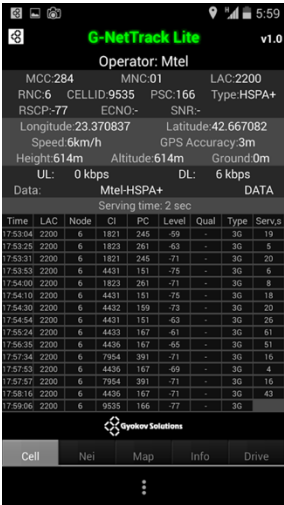 5:59
G-NetTrack Lite v1.0
Operator: Mtel
MCC:284 MNC:01 LAC:2200
RNC:6 CELLID:9535 PSC:166 Type:HSPA+
RSCP:-77 ECNO:- SNR:-
Longitude:23.370837 Latitude:42.667082
Speed:6km/h GPS Accuracy:3m
Height:614m Altitude:614m Ground:0m
UL: 0 kbps DL: 6 kbps
Data: Mtel-HSPA+ DATA
Serving time: 2 sec
Time LAC Node CI PC Level Qual Type Serv,s
17:53:04 2200 6 1821 245 -59 - 3G 19
17:53:25 2200 6 1823 261 -63 - 3G 5
17:53:31 2200 6 1821 245 -71 - 3G 20
17:53:53 2200 6 4431 151 -75 - 3G 6
17:54:00 2200 6 1823 261 -71 - 3G 8
17:54:10 2200 6 4431 151 -75 - 3G 18
17:54:30 2200 6 4432 159 -73 - 3G 20
17:54:54 2200 6 4431 151 -63 - 3G 26
17:55:24 2200 6 4433 167 -61 - 3G 61
17:56:35 2200 6 4436 167 -65 - 3G 51
17:57:34 2200 6 7954 391 -71 - 3G 16
17:57:53 2200 6 4436 167 -69 - 3G 4
17:57:57 2200 6 7954 391 -71 - 3G 16
17:58:16 2200 6 4436 167 -71 - 3G 43
17:59:06 2200 6 9535 166 -77 - 3G
Gyokov Solutions
Cell Nei Map Info Drive